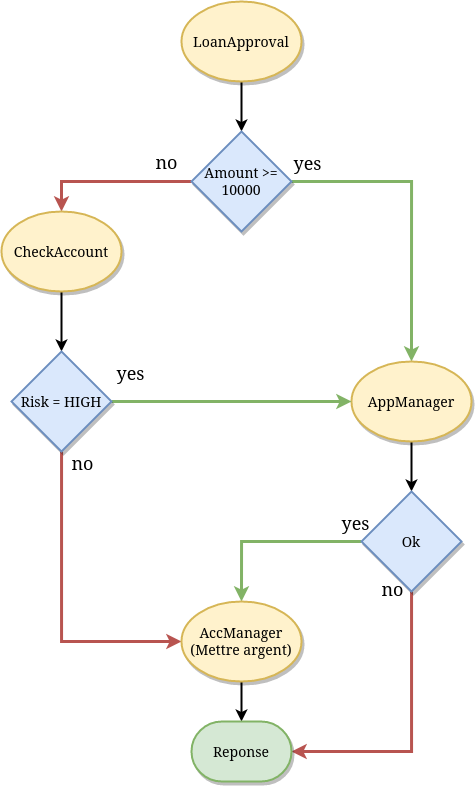 LoanApproval
no
yes
Amount >=
10000
CheckAccount
yes
Risk = HIGH
AppManager
no
yes
Ok
no
AccManager
(Mettre argent)
Reponse